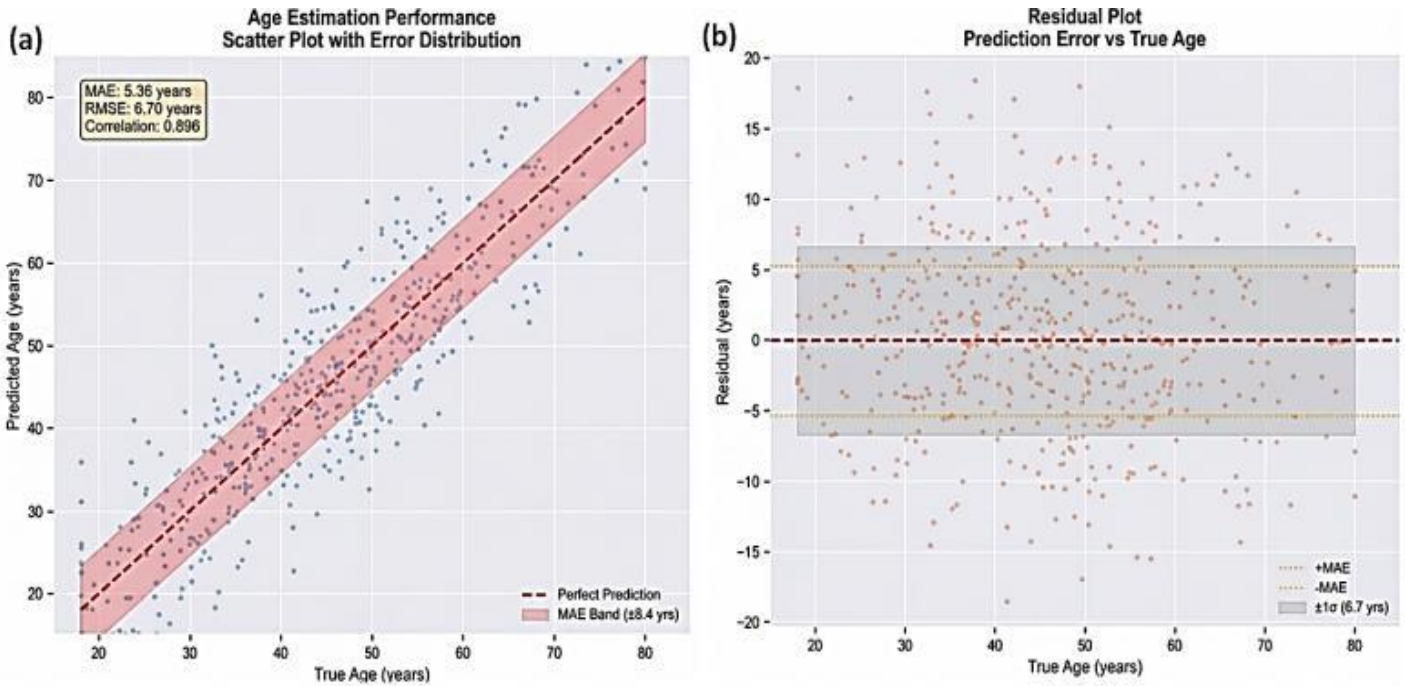 (a)
Age Estimation Performance
Scatter Plot with Error Distribution
MAE: 5.36 years
RMSE: 6.70 years
Correlation: 0.896
Predicted Age (years)
80
70
60
50
40
30
20
20
30
40
50
60
70
80
True Age (years)
Perfect Prediction
MAE Band (±8.4 yrs)
(b)
Residual Plot
Prediction Error vs True Age
Residual (years)
20
15
10
5
0
−5
−10
−15
−20
20
30
40
50
60
70
80
True Age (years)
+MAE
-MAE
±1σ (6.7 yrs)